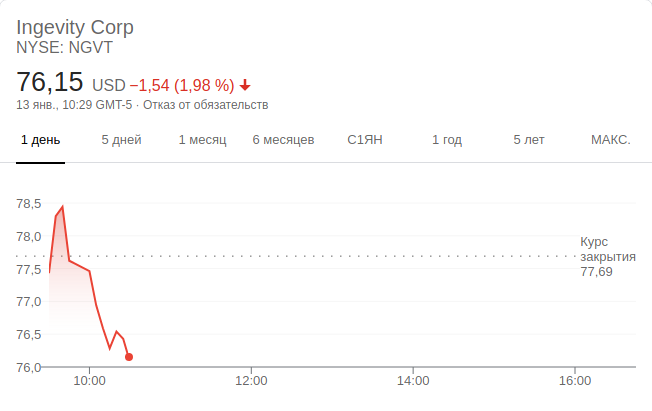 Ingevity Corp
NYSE: NGVT
76,15 USD −1,54 (1,98 %)
13 янв., 10:29 GMT-5 · Отказ от обязательств
1 день 5 дней 1 месяц 6 месяцев С1ЯН 1 год 5 лет МАКС.
78,5
78,0
77,5
77,0
76,5
76,0
Курс
закрытия
77,69
10:00 12:00 14:00 16:00